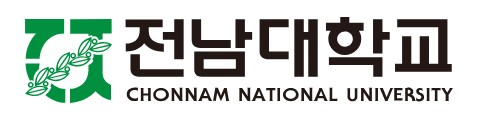 전남대학교
CHONNAM NATIONAL UNIVERSITY